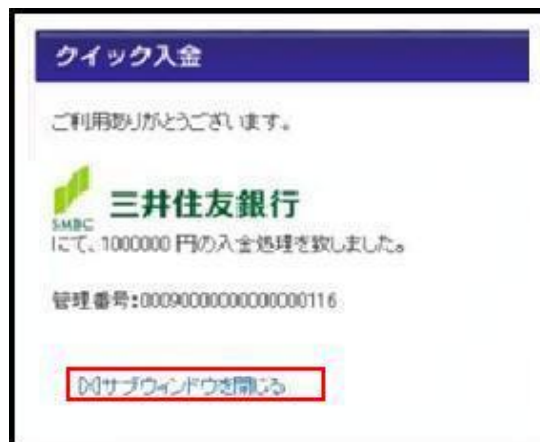 クイック入金
ご利用ありがとうございます。
SMBC 三井住友銀行
にて、1000000 円の入金処理を致しました。
管理番号:00090000000000000116
[X]サブウィンドウを閉じる